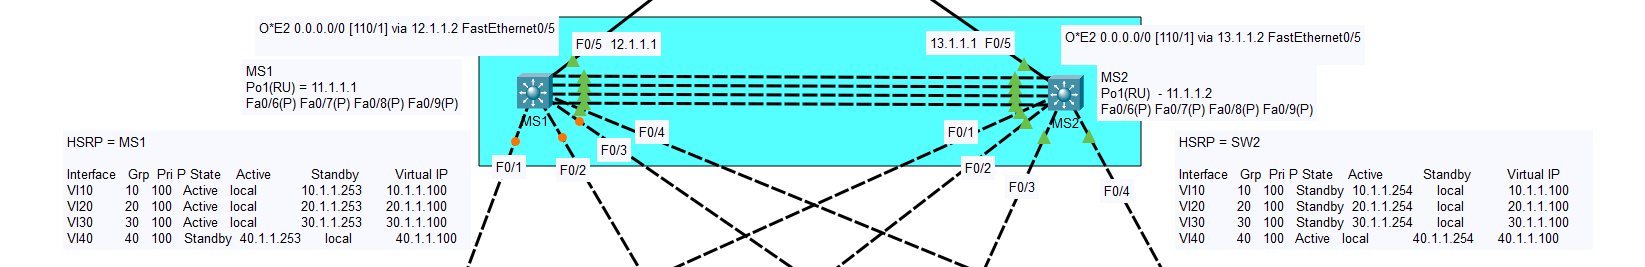 O*E2 0.0.0.0/0 [110/1] via 12.1.1.2 FastEthernet0/5
F0/5 12.1.1.1
13.1.1.1 F0/5
O*E2 0.0.0.0/0 [110/1] via 13.1.1.2 FastEthernet0/5
MS1
Po1(RU) = 11.1.1.1
Fa0/6(P) Fa0/7(P) Fa0/8(P) Fa0/9(P)
MS2
Po1(RU) - 11.1.1.2
Fa0/6(P) Fa0/7(P) Fa0/8(P) Fa0/9(P)
MS1
MS2
F0/1
F0/2
F0/3
F0/4
F0/1
F0/2
F0/3
F0/4
HSRP = MS1
Interface Grp Pri P State Active Standby Virtual IP
Vl10 10 100 Active local 10.1.1.253 10.1.1.100
Vl20 20 100 Active local 20.1.1.253 20.1.1.100
Vl30 30 100 Active local 30.1.1.253 30.1.1.100
Vl40 40 100 Standby 40.1.1.253 local 40.1.1.100
HSRP = SW2
Interface Grp Pri P State Active Standby Virtual IP
Vl10 10 100 Standby 10.1.1.254 local 10.1.1.100
Vl20 20 100 Standby 20.1.1.254 local 20.1.1.100
Vl30 30 100 Standby 30.1.1.254 local 30.1.1.100
Vl40 40 100 Active local 40.1.1.254 40.1.1.100